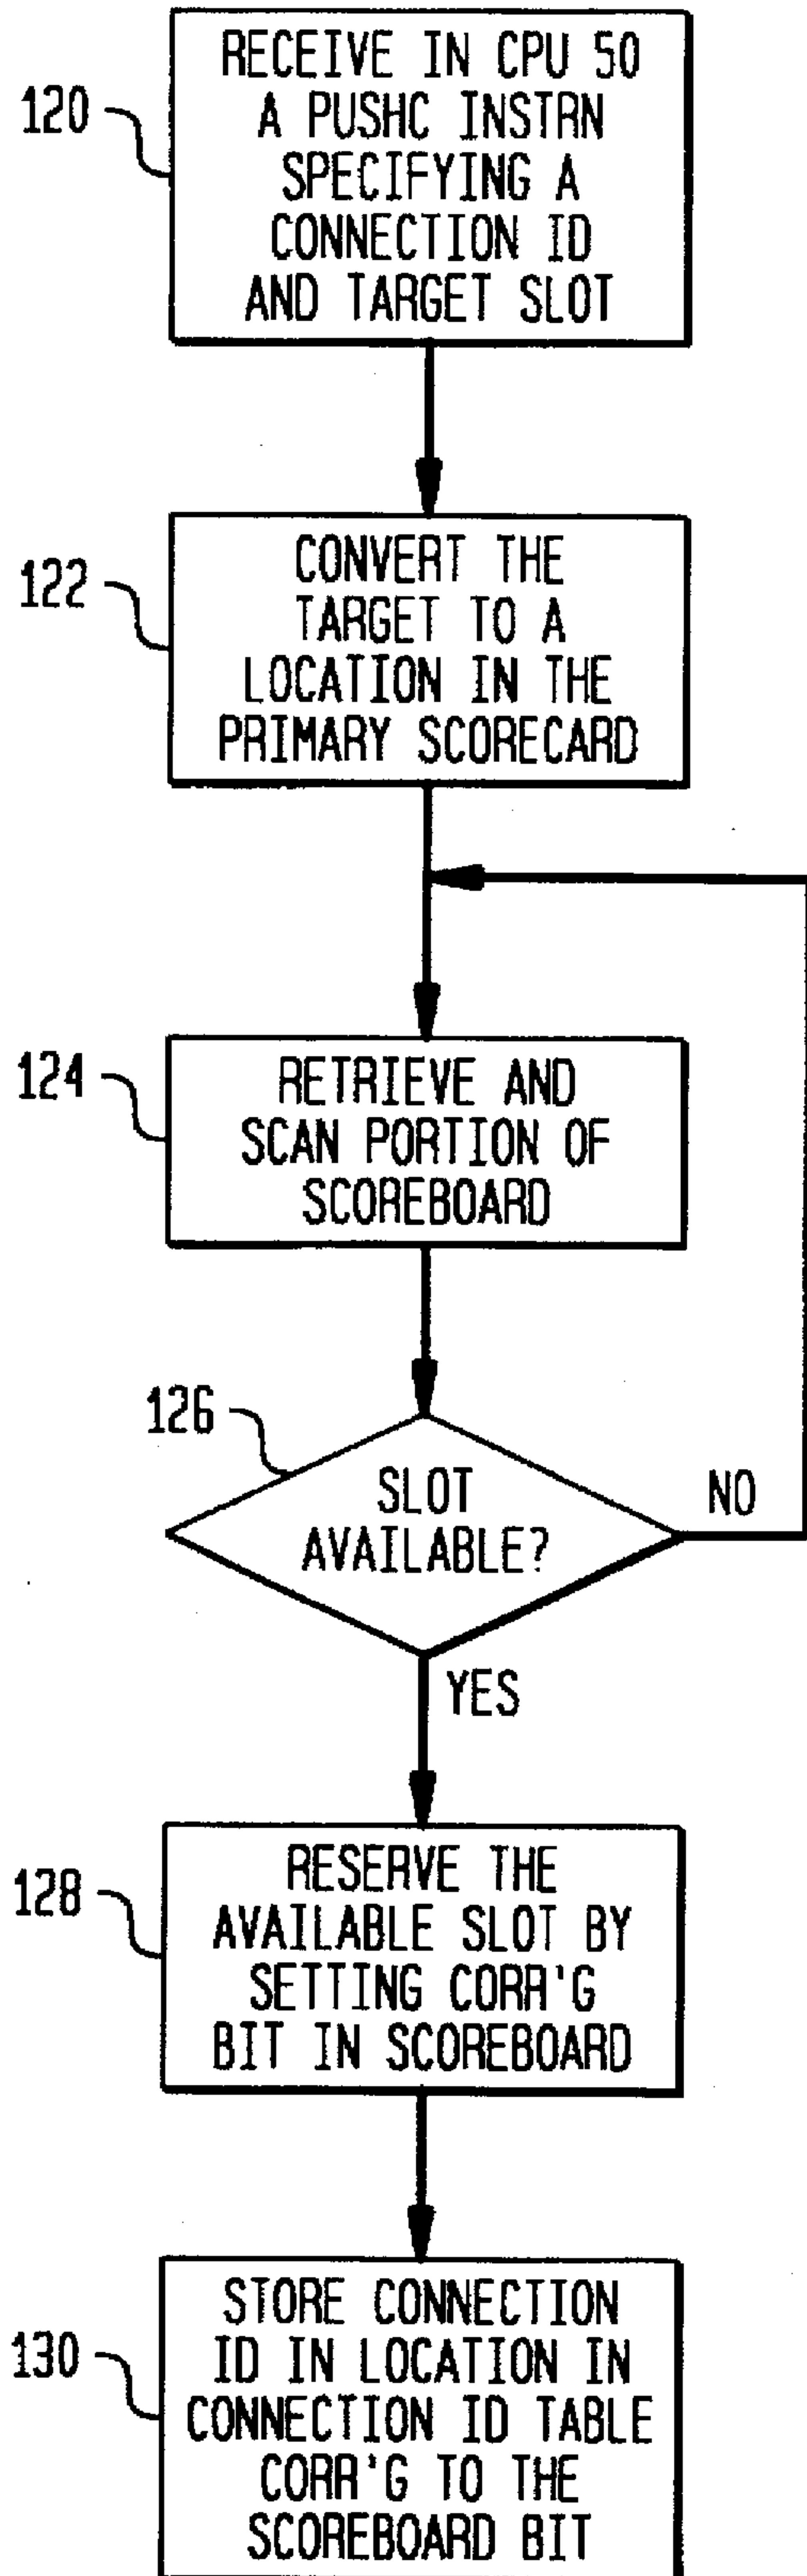 120
RECEIVE IN CPU 50
A PUSHC INSTRN
SPECIFYING A
CONNECTION ID
AND TARGET SLOT
122
CONVERT THE
TARGET TO A
LOCATION IN THE
PRIMARY SCORECARD
124
RETRIEVE AND
SCAN PORTION OF
SCOREBOARD
126
SLOT
AVAILABLE?
NO
YES
128
RESERVE THE
AVAILABLE SLOT BY
SETTING CORR'G
BIT IN SCOREBOARD
130
STORE CONNECTION
ID IN LOCATION IN
CONNECTION ID TABLE
CORR'G TO THE
SCOREBOARD BIT